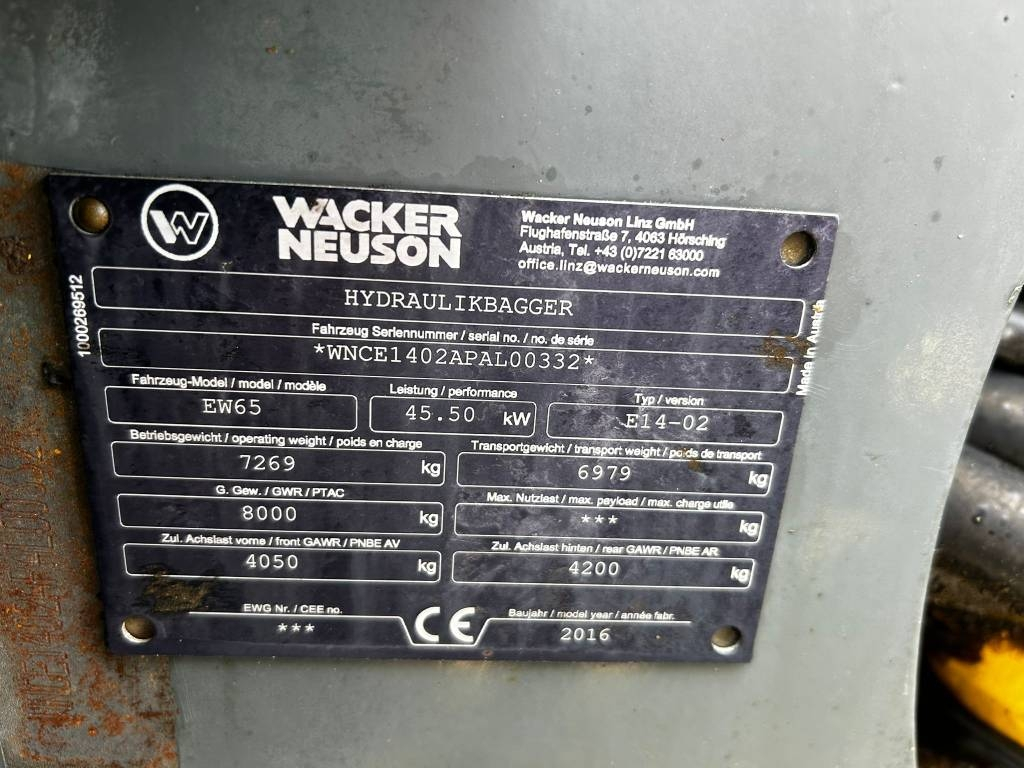 W
WACKER
NEUSON
Wacker Neuson Linz GmbH
Flughafenstraße 7, 4063 Hörsching
Austria, Tel. +43 (0)7221 63000
office.linz@wackerneuson.com
1000269512
HYDRAULIKBAGGER
Made in Austria
Fahrzeug Seriennummer / serial no. / no. de série
*WNCE1402APAL00332*
Fahrzeug-Model / model / modèle
EW65
Leistung / performance
45.50 kW
Typ / version
E14-02
Betriebsgewicht / operating weight / poids en charge
7269 kg
Transportgewicht / transport weight / poids de transport
6979 kg
G. Gew. / GWR / PTAC
8000 kg
Max. Nutzlast / max. payload / max. charge utile
*** kg
Zul. Achslast vorne / front GAWR / PNBE AV
4050 kg
Zul. Achslast hinten / rear GAWR / PNBE AR
4200 kg
EWG Nr. / CEE no.
***
CE
Baujahr / model year / année fabr.
2016